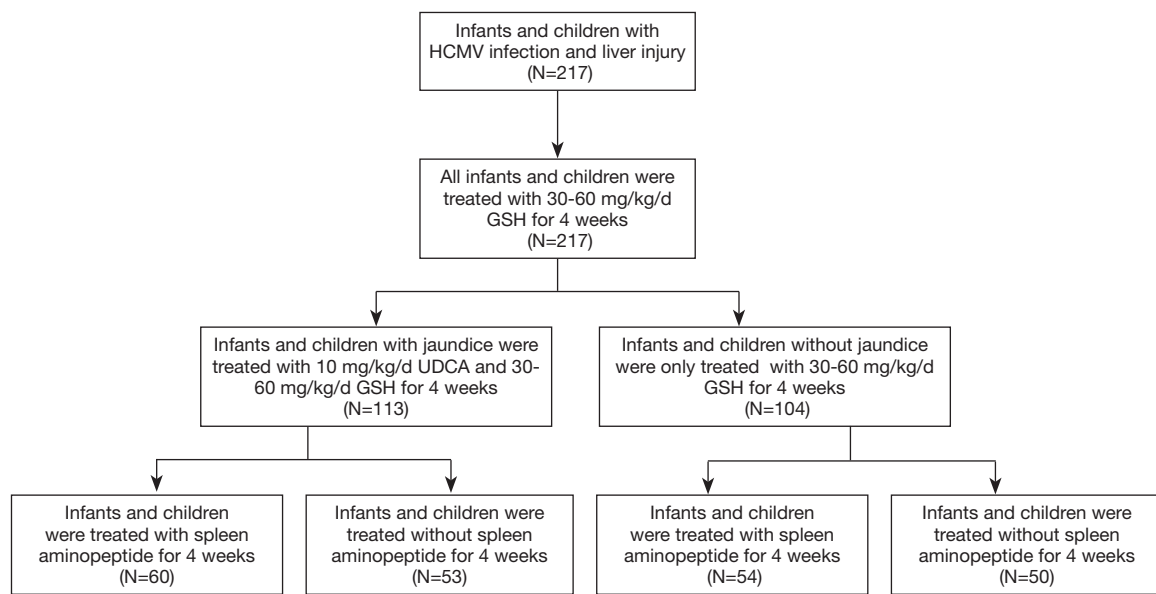 Infants and children with
HCMV infection and liver injury
(N=217)
All infants and children were
treated with 30-60 mg/kg/d
GSH for 4 weeks
(N=217)
Infants and children with jaundice were
treated with 10 mg/kg/d UDCA and 30-
60 mg/kg/d GSH for 4 weeks
(N=113)
Infants and children without jaundice
were only treated with 30-60 mg/kg/d
GSH for 4 weeks
(N=104)
Infants and children
were treated with spleen
aminopeptide for 4 weeks
(N=60)
Infants and children were
treated without spleen
aminopeptide for 4 weeks
(N=53)
Infants and children
were treated with spleen
aminopeptide for 4 weeks
(N=54)
Infants and children were
treated without spleen
aminopeptide for 4 weeks
(N=50)